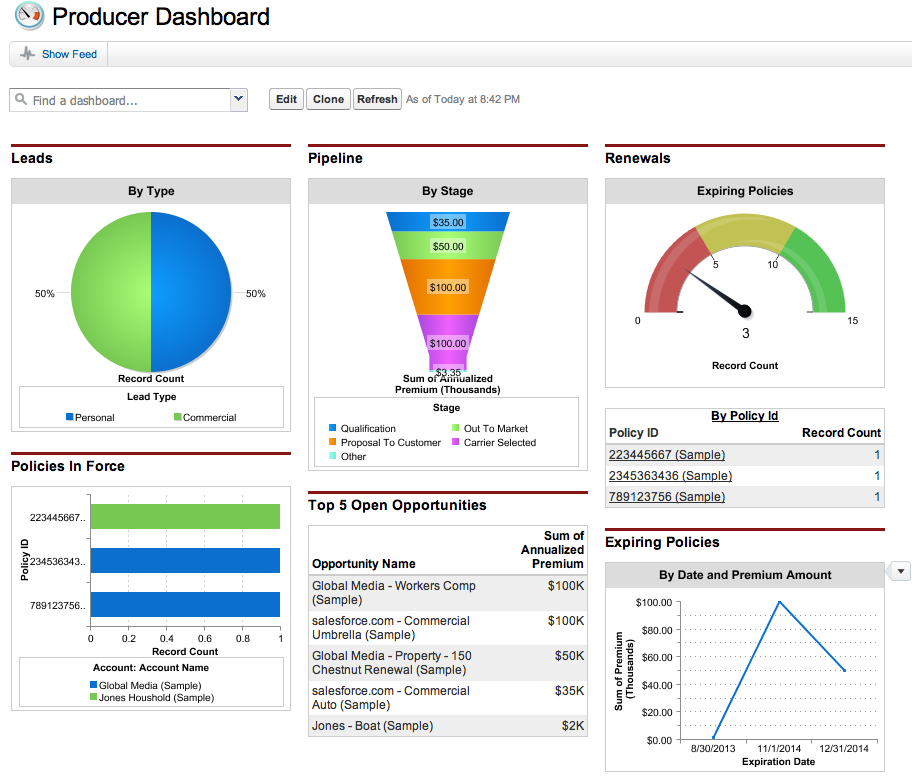 Producer Dashboard
Show Feed
Find a dashboard...
Edit
Clone
Refresh
As of Today at 8:42 PM
Leads
By Type
50%
50%
Record Count
Lead Type
Personal
Commercial
Policies In Force
Policy ID
223445667..
234536343..
789123756..
0
0.2
0.4
0.6
0.8
1
Record Count
Account: Account Name
Global Media (Sample)
Jones Houshold (Sample)
Pipeline
By Stage
$35.00
$50.00
$100.00
$100.00
$3.35
Sum of Annualized
Premium (Thousands)
Stage
Qualification
Out To Market
Proposal To Customer
Carrier Selected
Other
Top 5 Open Opportunities
Opportunity Name
Sum of
Annualized
Premium
Global Media - Workers Comp
(Sample)
$100K
salesforce.com - Commercial
Umbrella (Sample)
$100K
Global Media - Property - 150
Chestnut Renewal (Sample)
$50K
salesforce.com - Commercial
Auto (Sample)
$35K
Jones - Boat (Sample)
$2K
Renewals
Expiring Policies
0
5
10
15
3
Record Count
By Policy Id
Policy ID
Record Count
223445667 (Sample)
1
2345363436 (Sample)
1
789123756 (Sample)
1
Expiring Policies
By Date and Premium Amount
Sum of Premium
(Thousands)
$100.00
$80.00
$60.00
$40.00
$20.00
$0.00
8/30/2013
11/1/2014
12/31/2014
Expiration Date